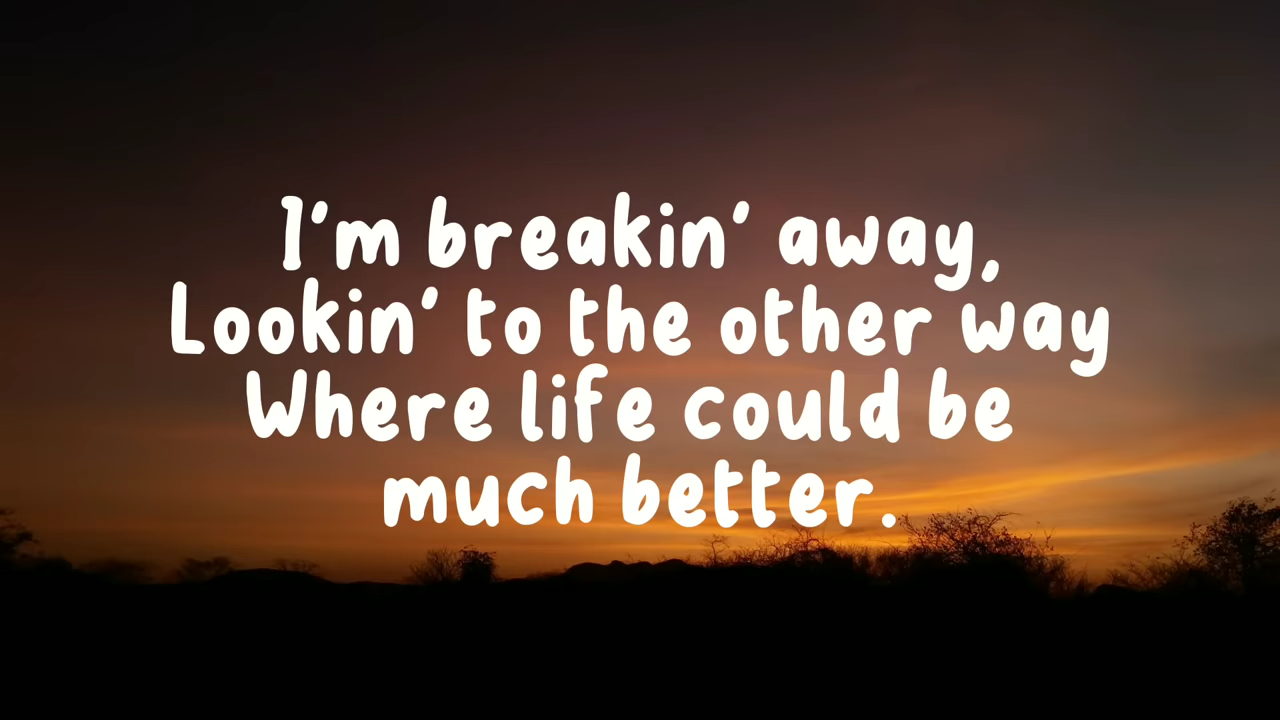 I'm breakin' away,
Lookin' to the other way
Where life could be
much better.